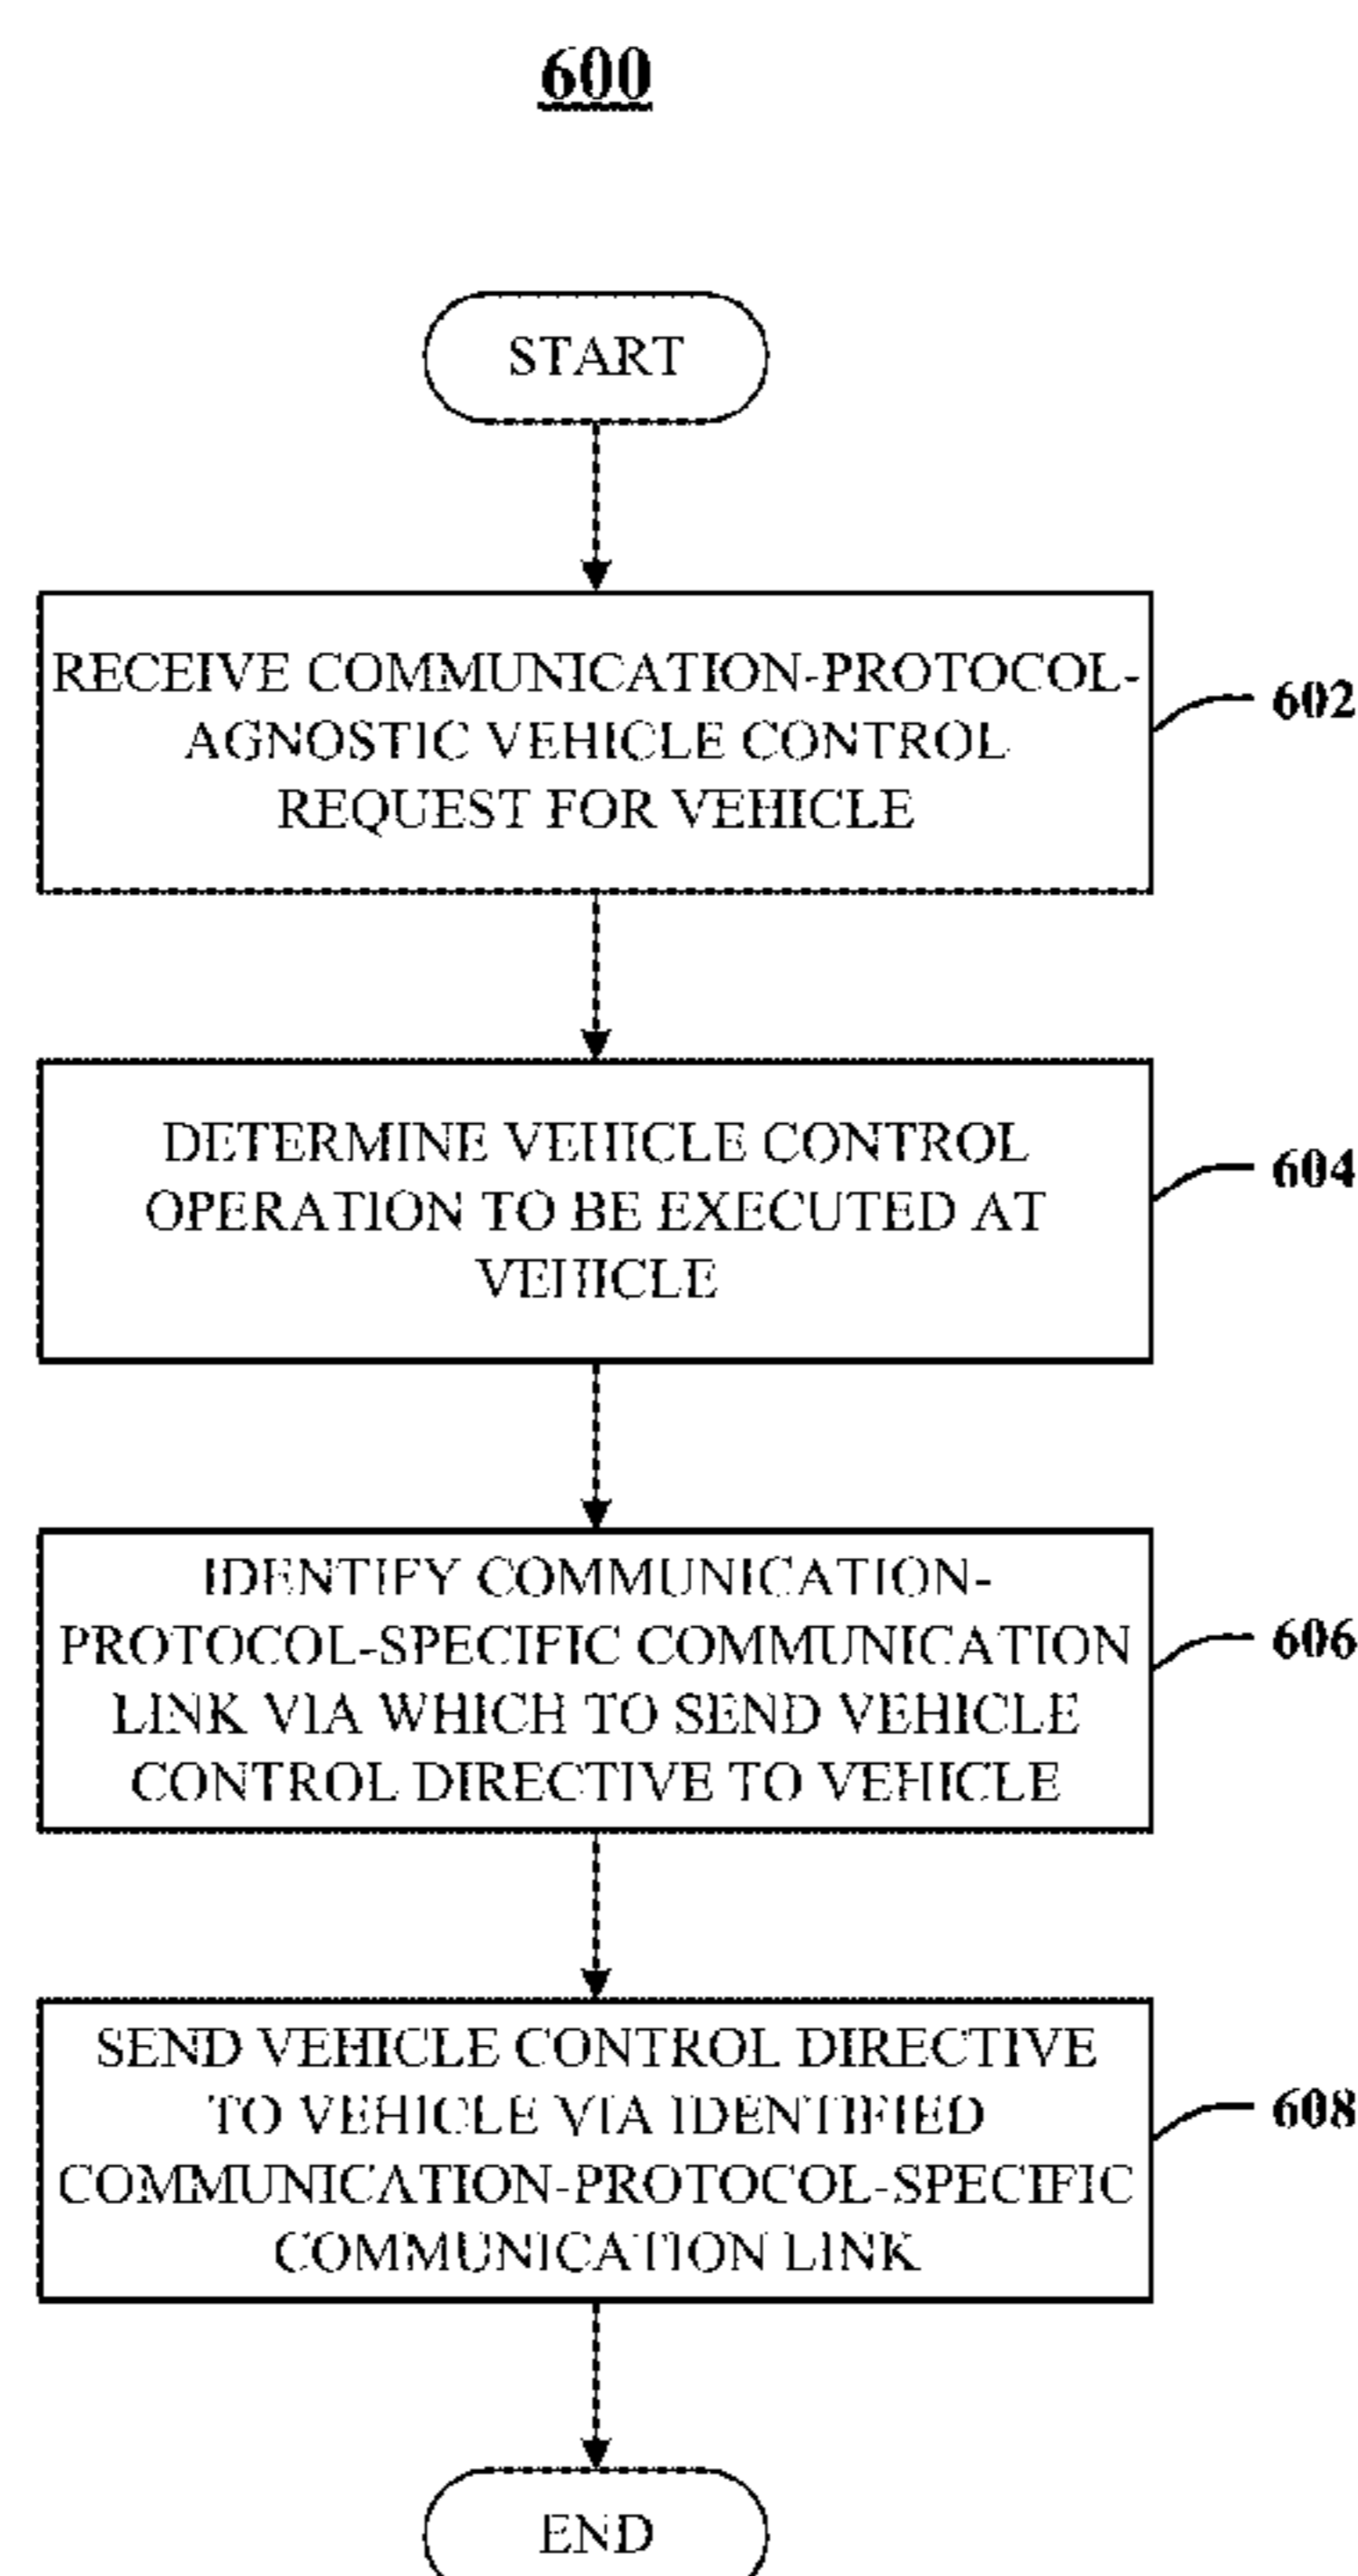 600
START
RECEIVE COMMUNICATION-PROTOCOL-
AGNOSTIC VEHICLE CONTROL
REQUEST FOR VEHICLE
602
DETERMINE VEHICLE CONTROL
OPERATION TO BE EXECUTED AT
VEHICLE
604
IDENTIFY COMMUNICATION-
PROTOCOL-SPECIFIC COMMUNICATION
LINK VIA WHICH TO SEND VEHICLE
CONTROL DIRECTIVE TO VEHICLE
606
SEND VEHICLE CONTROL DIRECTIVE
TO VEHICLE VIA IDENTIFIED
COMMUNICATION-PROTOCOL-SPECIFIC
COMMUNICATION LINK
608
END